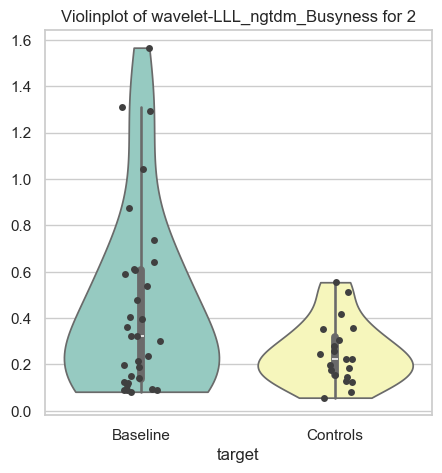 Violinplot of wavelet-LLL_ngtdm_Busyness for 2
1.6
1.4
1.2
1.0
0.8
0.6
0.4
0.2
0.0
Baseline
Controls
target